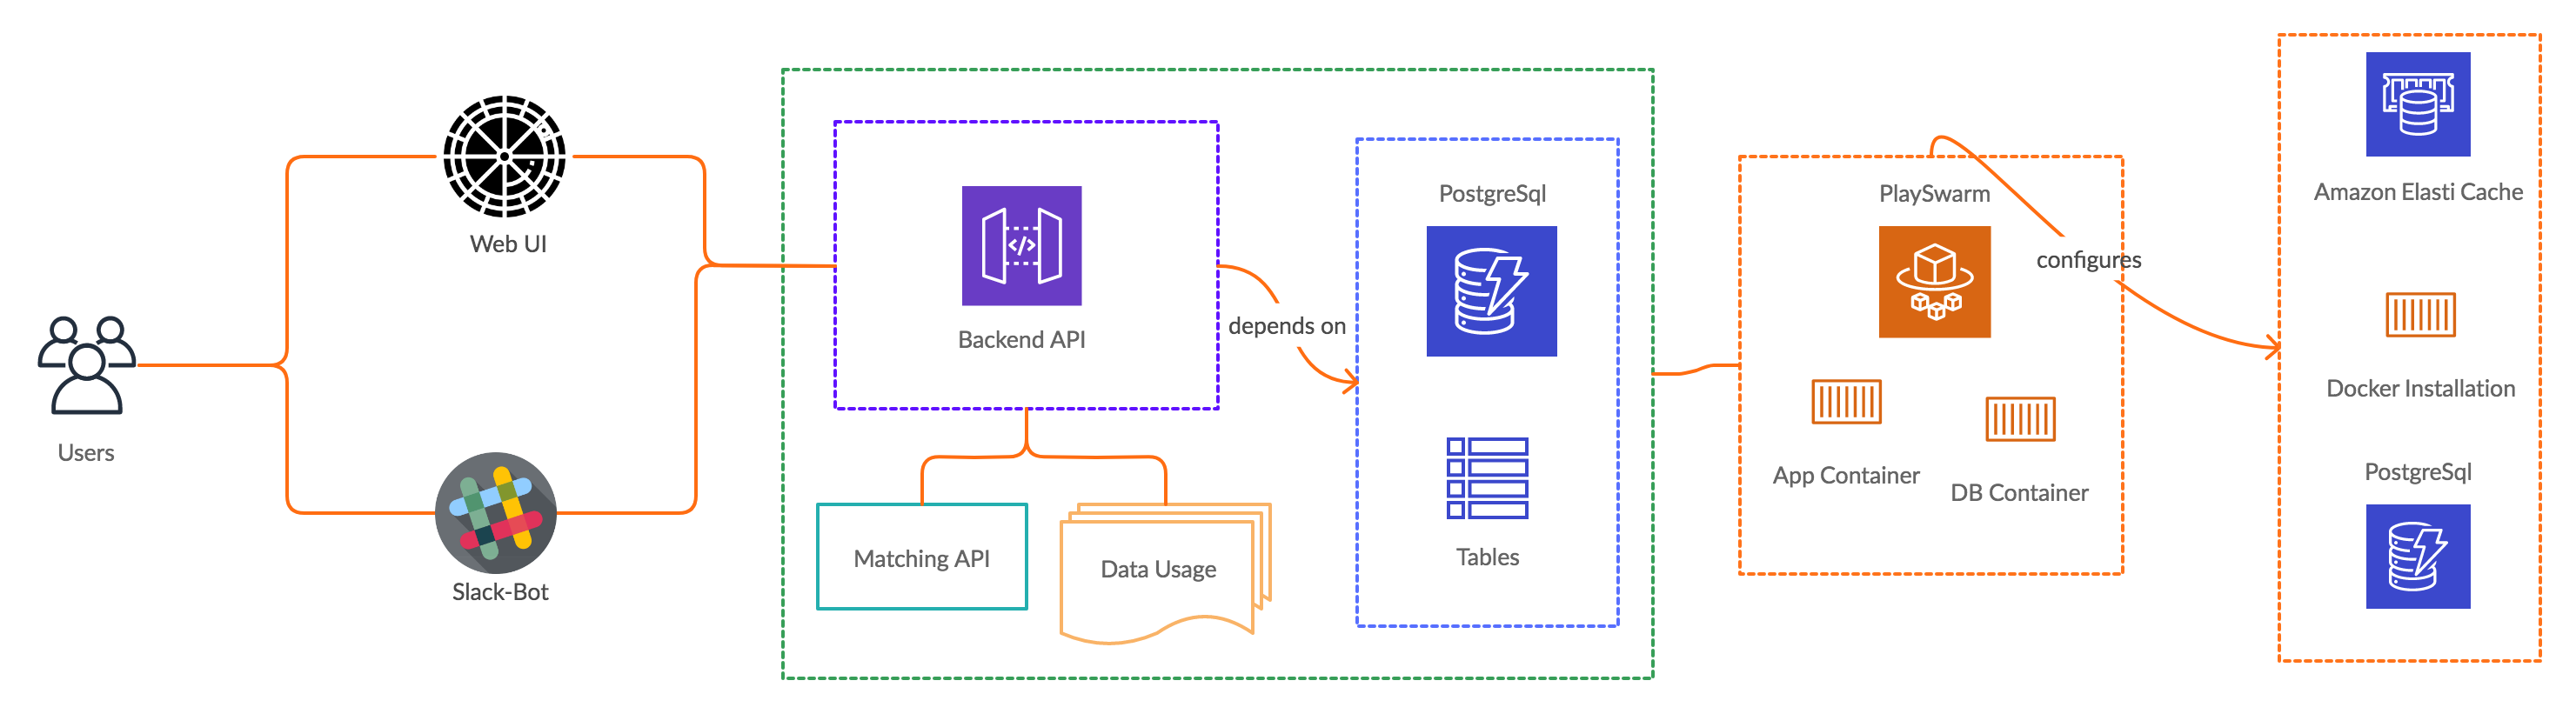 Users
Web UI
Slack-Bot
Backend API
depends on
Matching API
Data Usage
PostgreSql
Tables
PlaySwarm
App Container
DB Container
configures
Amazon Elasti Cache
Docker Installation
PostgreSql